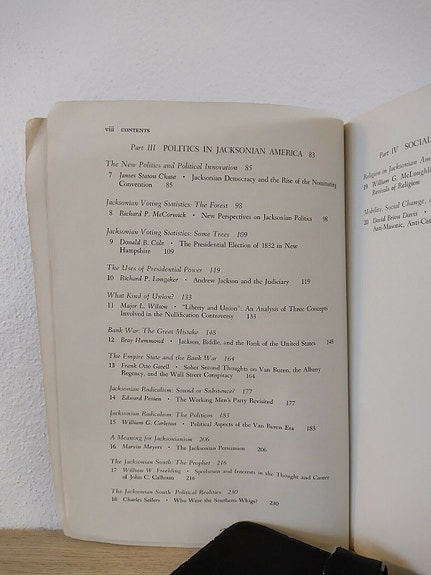 viii CONTENTS
Part III POLITICS IN JACKSONIAN AMERICA 83
The New Politics and Political Innovation 85
7 James Staton Chase • Jacksonian Democracy and the Rise of the Nominating
Convention 85
Jacksonian Voting Statistics: The Forest 98
8 Richard P. McCormick • New Perspectives on Jacksonian Politics 98
Jacksonian Voting Statistics: Some Trees 109
9 Donald B. Cole • The Presidential Election of 1832 in New
Hampshire 109
The Uses of Presidential Power 119
10 Richard P. Longaker • Andrew Jackson and the Judiciary 119
What Kind of Union? 133
11 Major L. Wilson • "Liberty and Union": An Analysis of Three Concepts
Involved in the Nullification Controversy 133
Bank War: The Great Mistake 148
12 Bray Hammond • Jackson, Biddle, and the Bank of the United States 148
The Empire State and the Bank War 164
13 Frank Otto Gatell • Sober Second Thoughts on Van Buren, the Albany
Regency, and the Wall Street Conspiracy 164
Jacksonian Radicalism: Sound or Substance? 177
14 Edward Pessen • The Working Men's Party Revisited 177
Jacksonian Radicalism: The Politicos 183
15 William G. Carleton • Political Aspects of the Van Buren Era 183
A Meaning for Jacksonianism 206
16 Marvin Meyers • The Jacksonian Persuasion 206
The Jacksonian South: The Prophet 216
17 William W. Freehling • Spoilsmen and Interests in the Thought and Career
of John C. Calhoun 216
The Jacksonian South: Political Realities 230
18 Charles Sellers • Who Were the Southern Whigs? 230
Part IV SOCIAL
Religion in Jacksonian Ame
19 William G. McLoughl
Revivals of Religion
Mobility, Social Change, a
20 David Brion Davis •
Anti-Masonic, Anti-Cat